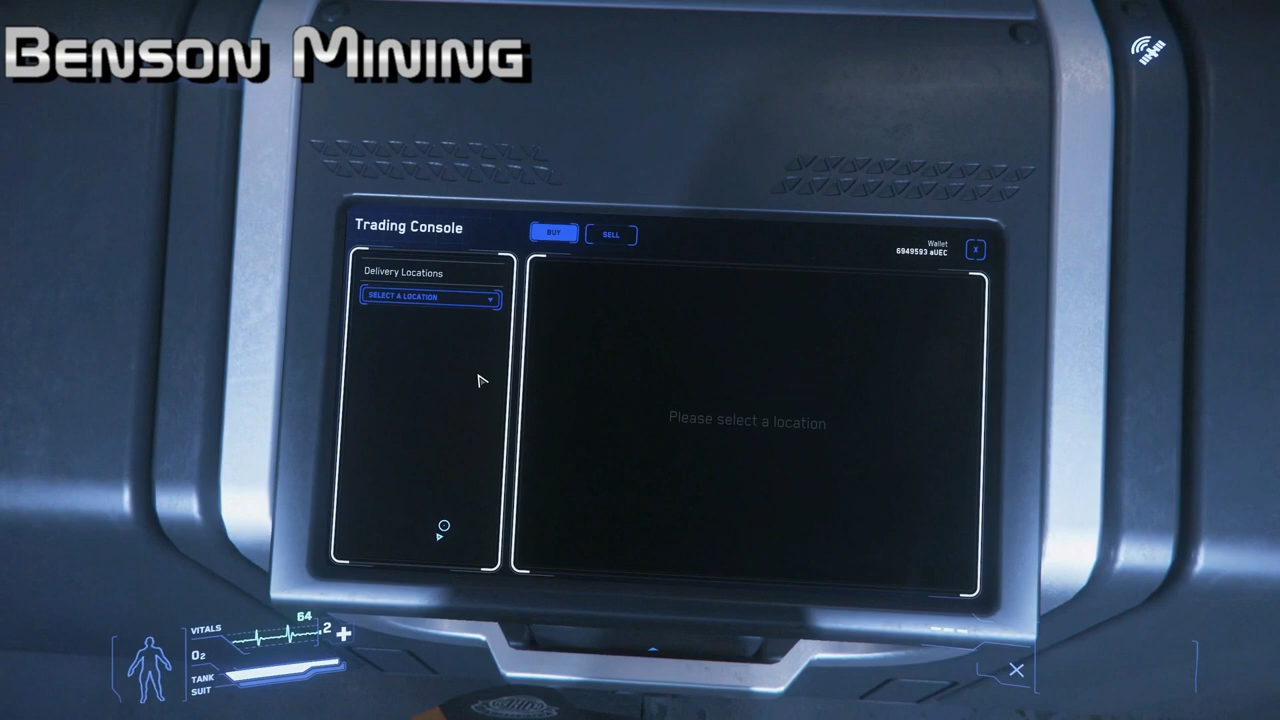 Benson Mining
Trading Console
BUY
SELL
Wallet
6949593 aUEC
X
Delivery Locations
SELECT A LOCATION
Please select a location
64
VITALS
.2
O2
TANK
SUIT